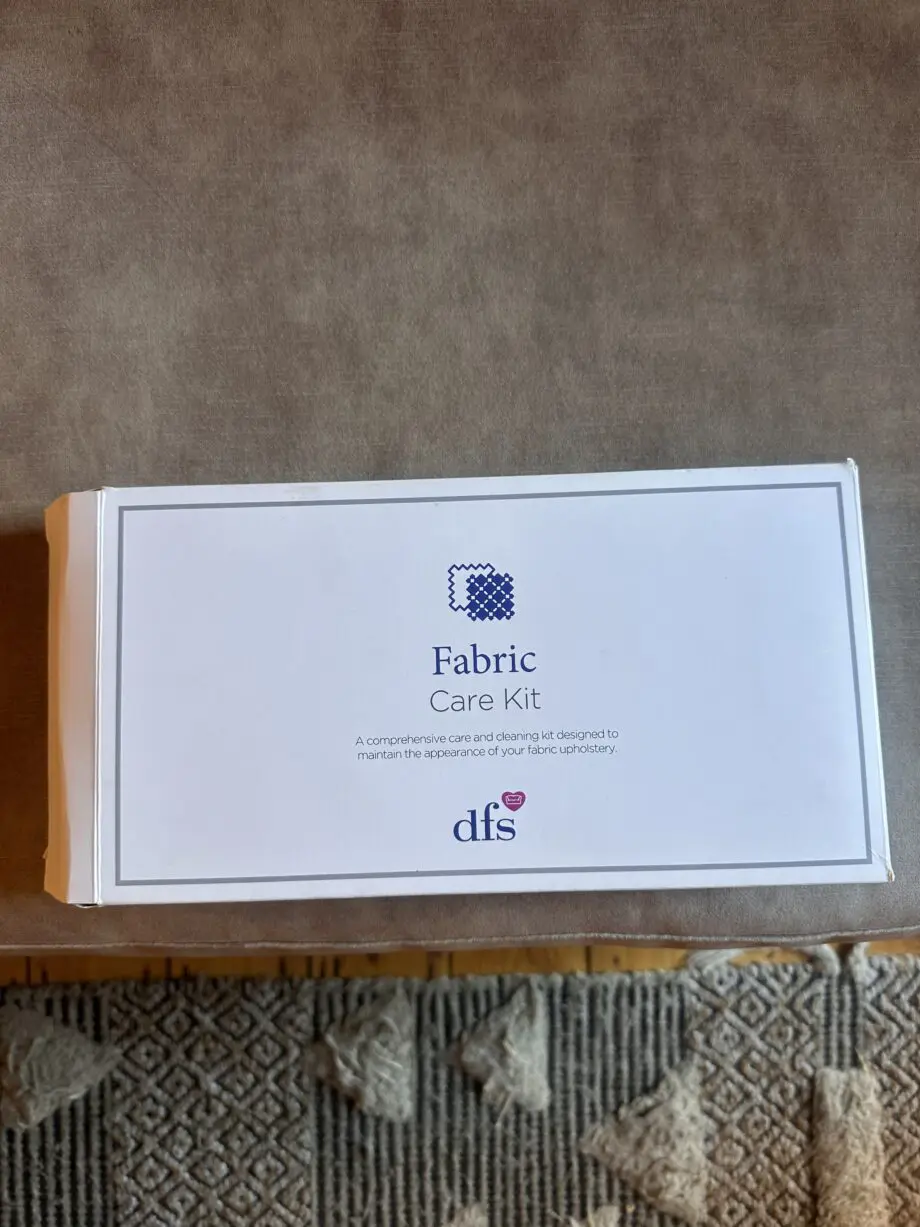 Fabric
Care Kit
A comprehensive care and cleaning kit designed to
maintain the appearance of your fabric upholstery.
dfs